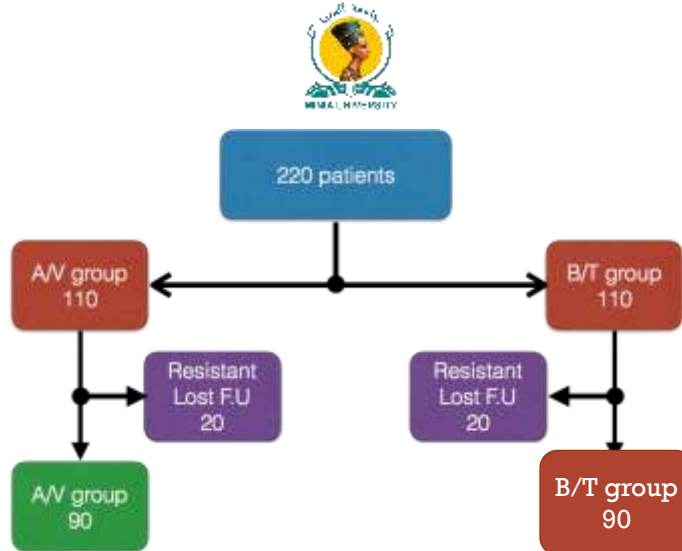 MINIA UNIVERSITY
220 patients
A/V group
110
B/T group
110
Resistant
Lost F.U
20
Resistant
Lost F.U
20
A/V group
90
B/T group
90